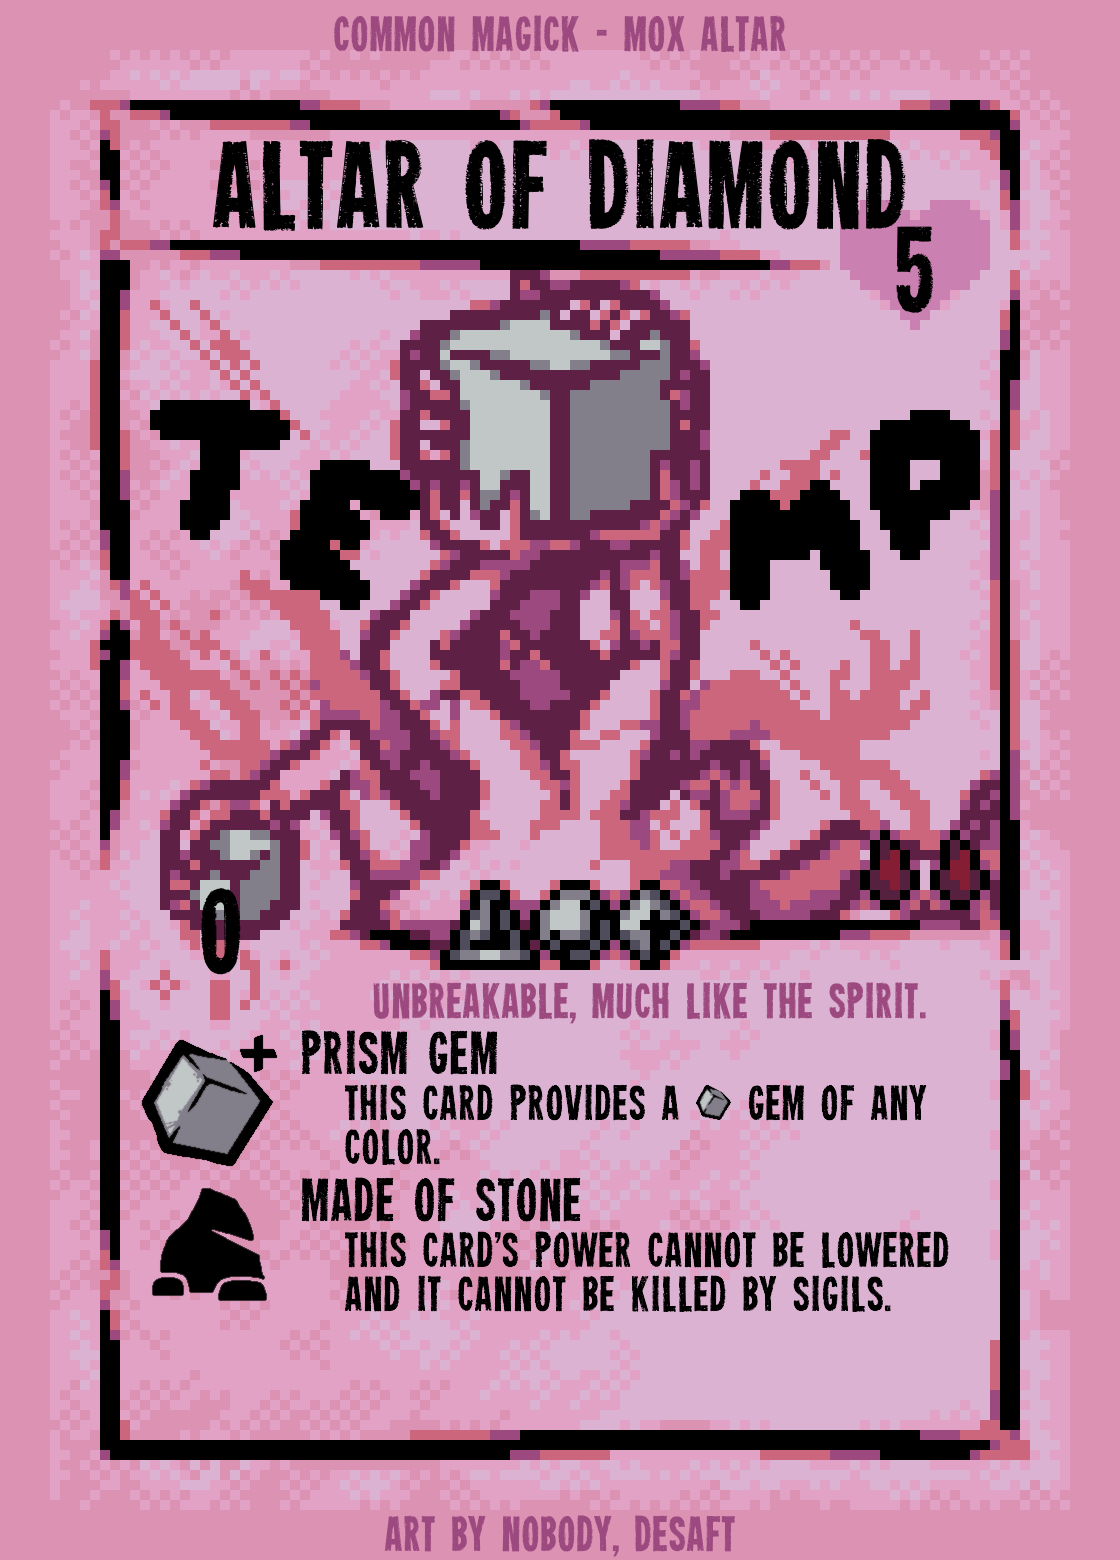 COMMON MAGICK - MOX ALTAR
ALTAR OF DIAMOND
5
TEMP
0
UNBREAKABLE, MUCH LIKE THE SPIRIT.
+ PRISM GEM
THIS CARD PROVIDES A GEM OF ANY
COLOR.
MADE OF STONE
THIS CARD'S POWER CANNOT BE LOWERED
AND IT CANNOT BE KILLED BY SIGILS.
ART BY NOBODY, DESAFT